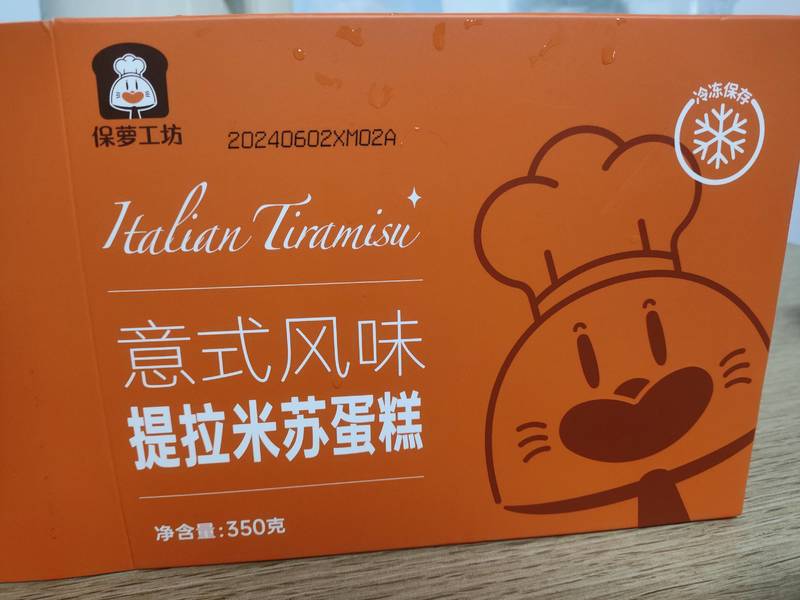 保萝工坊
20240602XM02A
冷冻保存
Italian Tiramisu
意式风味
提拉米苏蛋糕
净含量:350克